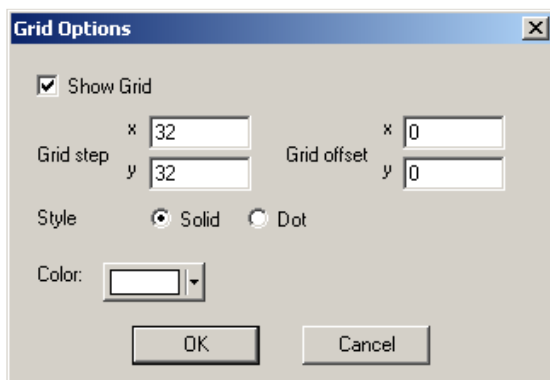 Grid Options
Show Grid
x 32 x 0
Grid step Grid offset
y 32 y 0
Style Solid Dot
Color:
OK Cancel